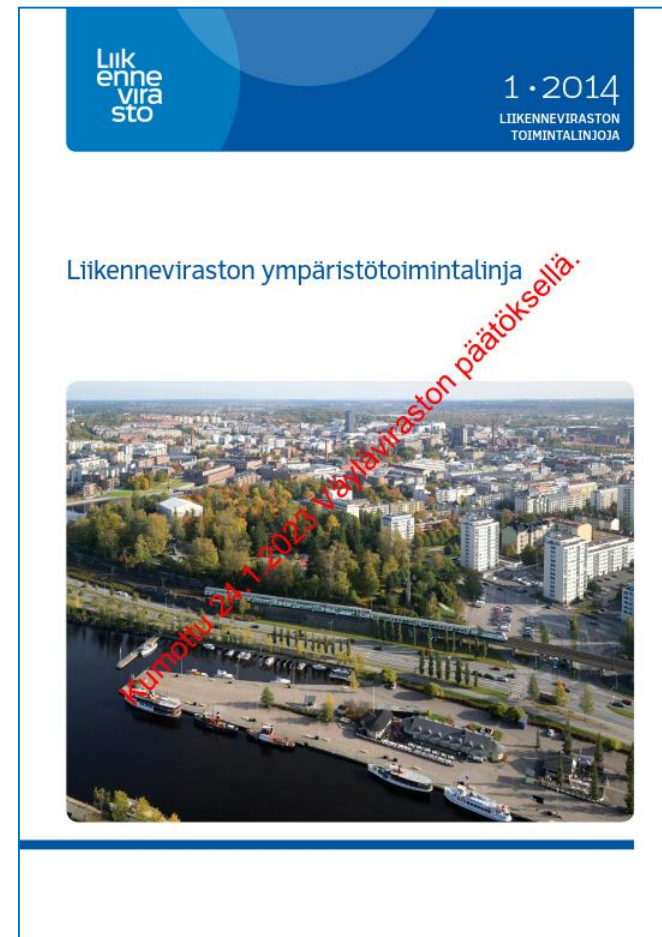 Liik
enne
vira
sto
1 • 2014
LIIKENNEVIRASTON
TOIMINTALINJOJA
Liikenneviraston ympäristötoimintalinja
Kumottu 24.1.2023 Väyläviraston päätöksellä.